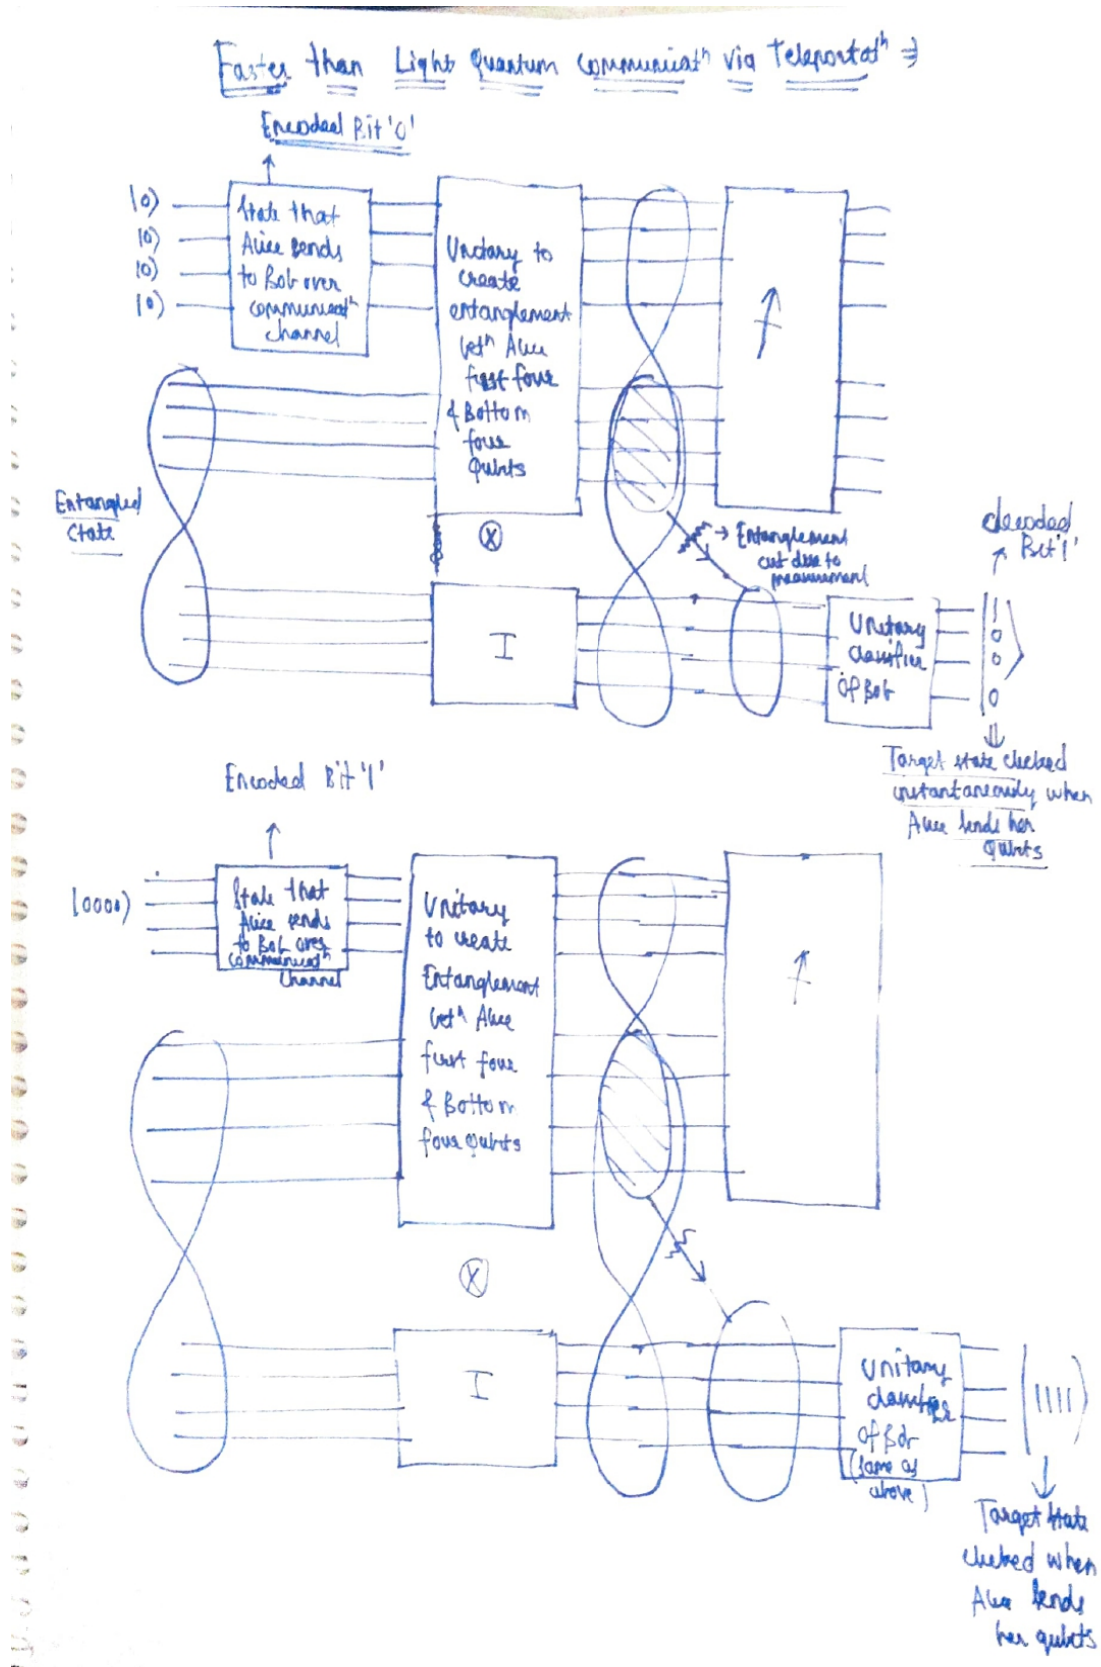 Faster than Light Quantum communicatⁿ via Teleportatⁿ ⇒
Encoded Bit '0'
|0⟩
|0⟩
|0⟩
|0⟩
State that
Alice sends
to Bob over
communicatⁿ
channel
Unitary to
create
entanglement
betⁿ Alice
first four
& Bottom
four
Qubits
Entangled
State
⊗
→ Entanglement
cut due to
measurement
decoded
Bit '1'
I
Unitary
classifier
of Bob
1
0
0
0
Target state checked
instantaneously when
Alice sends her
Qubits
Encoded Bit '1'
|0000⟩
State that
Alice sends
to Bob over
communicatⁿ
channel
Unitary
to create
Entanglement
betⁿ Alice
first four
& Bottom
four qubits
⊗
I
Unitary
classifier
of Bob
(same as
above)
|1111⟩
Target state
checked when
Alice sends
her qubits